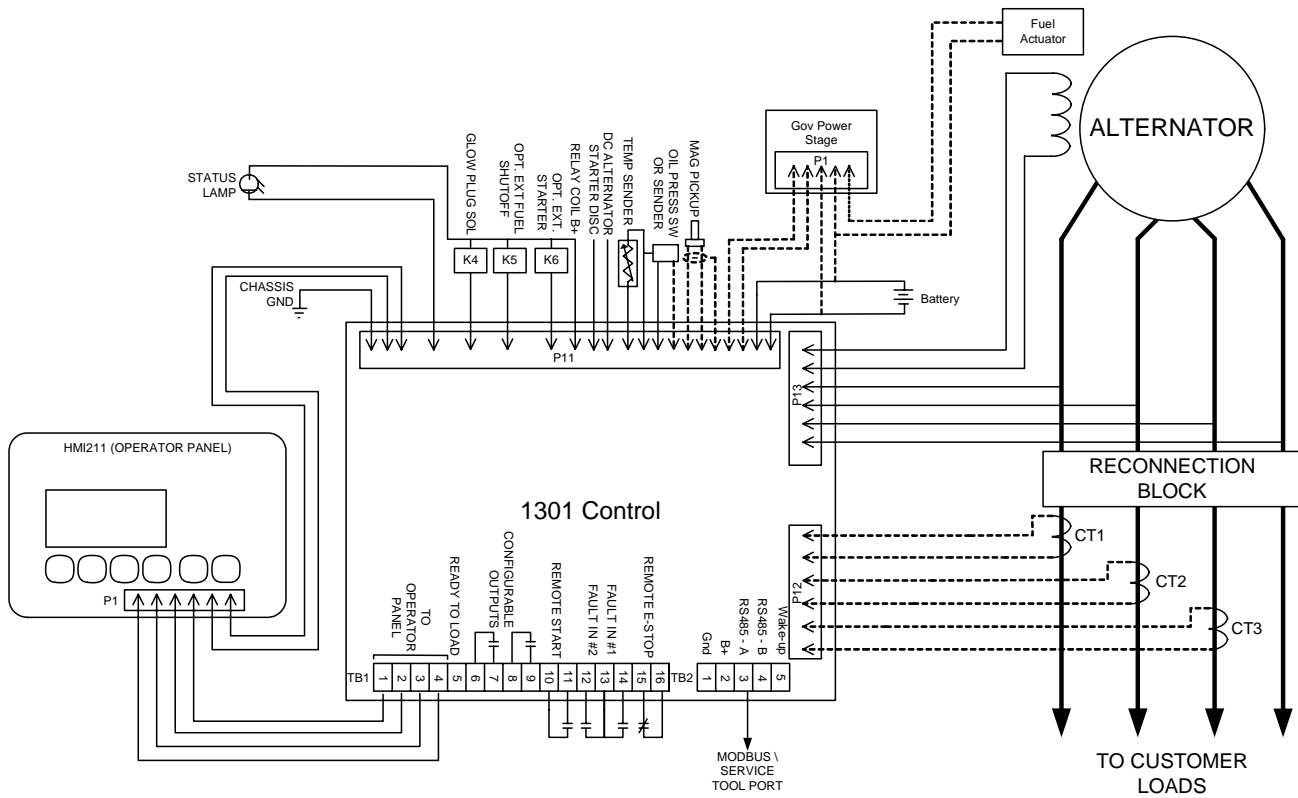 Fuel
Actuator
ALTERNATOR
Gov Power
Stage
P1
STATUS
LAMP
GLOW PLUG SOL
OPT. EXT FUEL
SHUTOFF
OPT. EXT.
STARTER
RELAY COIL B+
STARTER DISC
DC ALTERNATOR
TEMP SENDER
OIL PRESS SW
OR SENDER
MAG PICKUP
K4
K5
K6
CHASSIS
GND
Battery
P11
P13
HMI211 (OPERATOR PANEL)
P1
1301 Control
RECONNECTION
BLOCK
CT1
CT2
CT3
P12
TO
OPERATOR
PANEL
READY TO LOAD
CONFIGURABLE
OUTPUTS
REMOTE START
FAULT IN #2
FAULT IN #1
REMOTE E-STOP
Gnd
B+
RS485 - A
RS485 - B
Wake-up
TB1
1 2 3 4 5 6 7 8 9 10 11 12 13 14 15 16
TB2
1 2 3 4 5
MODBUS \
SERVICE
TOOL PORT
TO CUSTOMER
LOADS